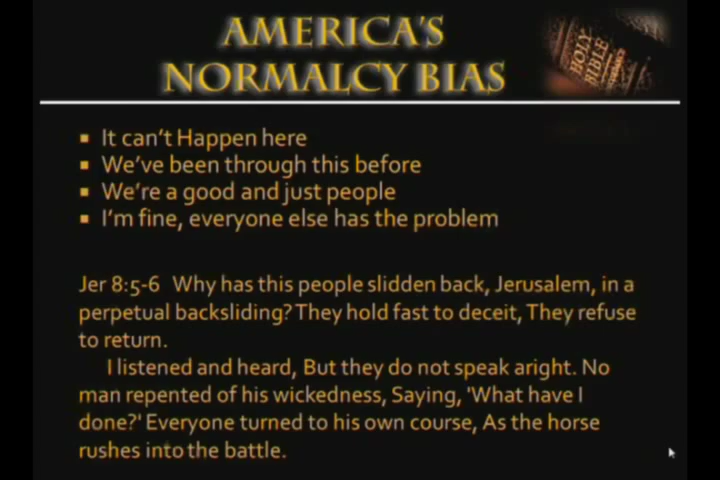 AMERICA'S
NORMALCY BIAS
HOLY
BIBLE
▪ It can't Happen here
▪ We've been through this before
▪ We're a good and just people
▪ I'm fine, everyone else has the problem
Jer 8:5-6 Why has this people slidden back, Jerusalem, in a
perpetual backsliding? They hold fast to deceit, They refuse
to return.
I listened and heard, But they do not speak aright. No
man repented of his wickedness, Saying, 'What have I
done?' Everyone turned to his own course, As the horse
rushes into the battle.